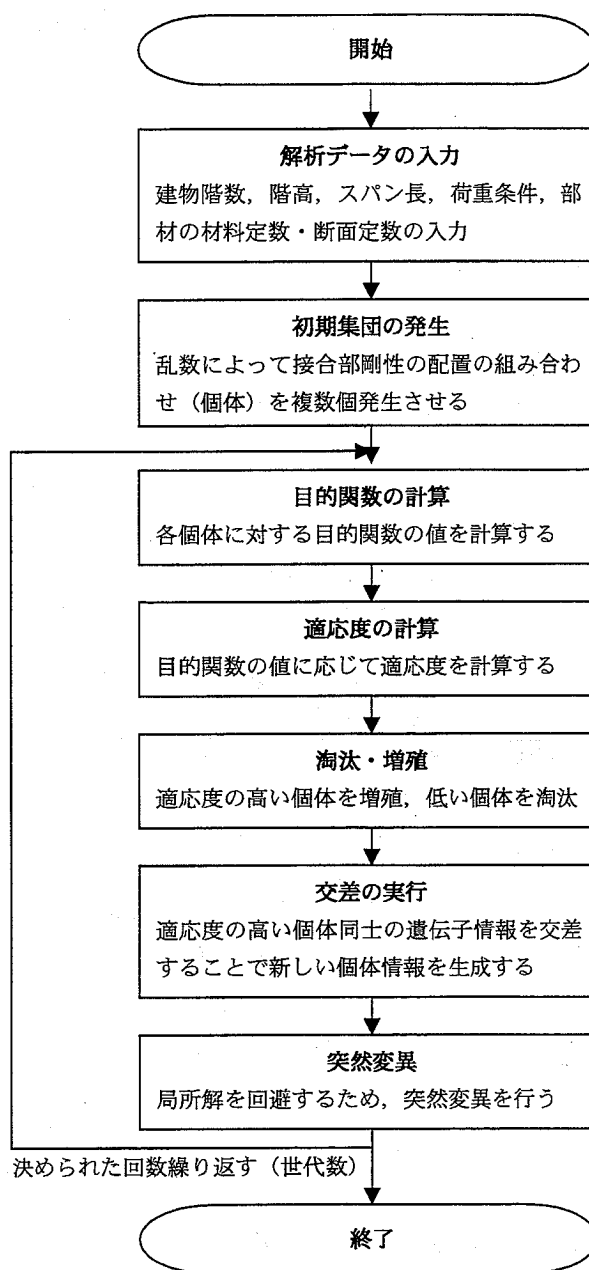 開始
解析データの入力
建物階数，階高，スパン長，荷重条件，部
材の材料定数・断面定数の入力
初期集団の発生
乱数によって接合部剛性の配置の組み合わ
せ（個体）を複数個発生させる
目的関数の計算
各個体に対する目的関数の値を計算する
適応度の計算
目的関数の値に応じて適応度を計算する
淘汰・増殖
適応度の高い個体を増殖，低い個体を淘汰
交差の実行
適応度の高い個体同士の遺伝子情報を交差
することで新しい個体情報を生成する
突然変異
局所解を回避するため，突然変異を行う
決められた回数繰り返す（世代数）
終了